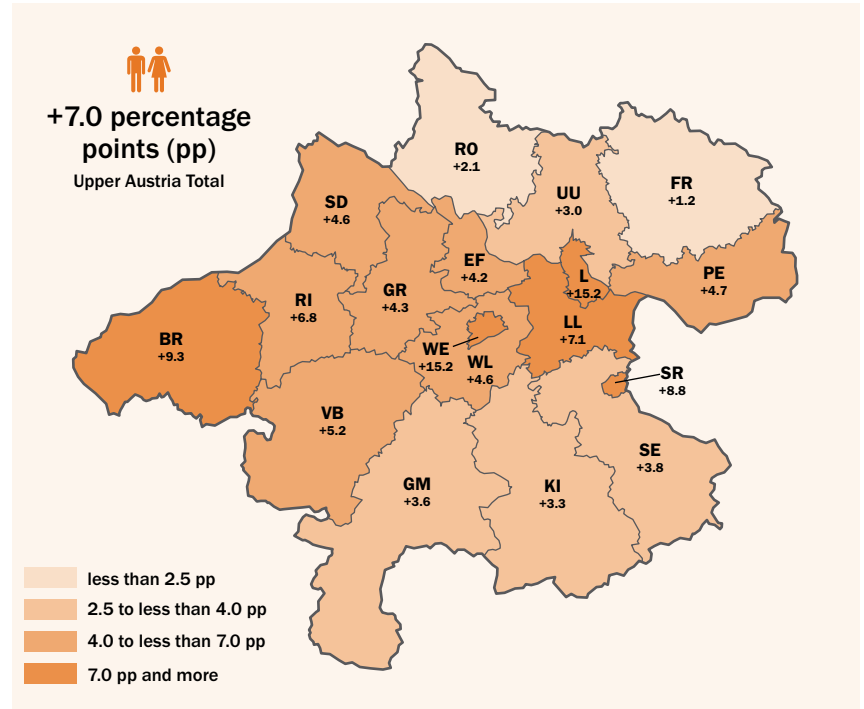 +7.0 percentage
points (pp)
Upper Austria Total
RO
+2.1
FR
+1.2
UU
+3.0
SD
+4.6
EF
+4.2
PE
+4.7
L
+15.2
GR
+4.3
RI
+6.8
LL
+7.1
BR
+9.3
WE
+15.2
WL
+4.6
SR
+8.8
VB
+5.2
SE
+3.8
GM
+3.6
KI
+3.3
less than 2.5 pp
2.5 to less than 4.0 pp
4.0 to less than 7.0 pp
7.0 pp and more